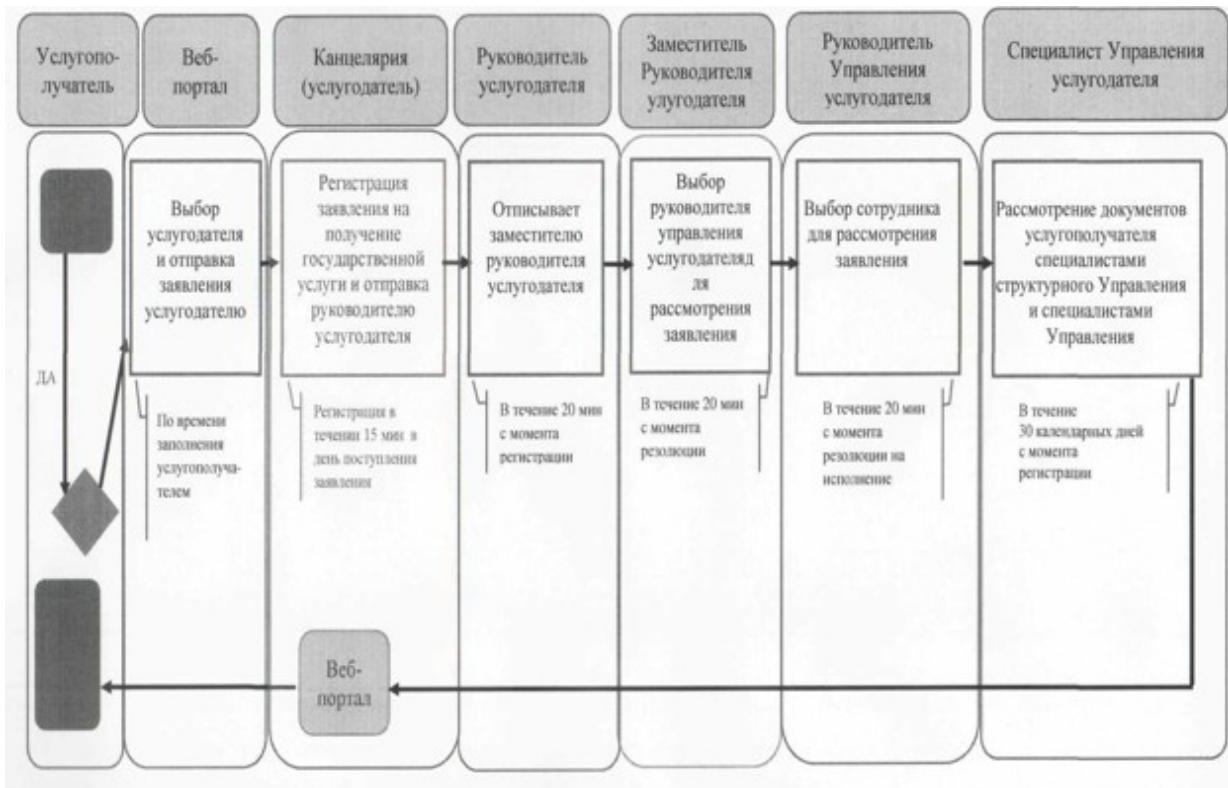 Услугопо-
лучатель
Веб-
портал
Канцелярия
(услугодатель)
Руководитель
услугодателя
Заместитель
Руководителя
улугодателя
Руководитель
Управления
услугодателя
Специалист Управления
услугодателя
Выбор
услугодателя
и отправка
заявления
услугодателю
Регистрация
заявления на
получение
государственной
услуги и отправка
руководителю
услугодателя
Отписывает
заместителю
руководителя
услугодателя
Выбор
руководителя
управления
услугодателяд
ля
рассмотрения
заявления
Выбор сотрудника
для рассмотрения
заявления
Рассмотрение документов
услугополучателя
специалистами
структурного Управления
и специалистами
Управления
ДА
По времени
заполнения
услугополуча-
телем
Регистрация в
течении 15 мин в
день поступления
заявления
В течение 20 мин
с момента
регистрации
В течение 20 мин
с момента
резолюции
В течение 20 мин
с момента
резолюции на
исполнение
В течение
30 календарных дней
с момента
регистрации
Веб-
портал